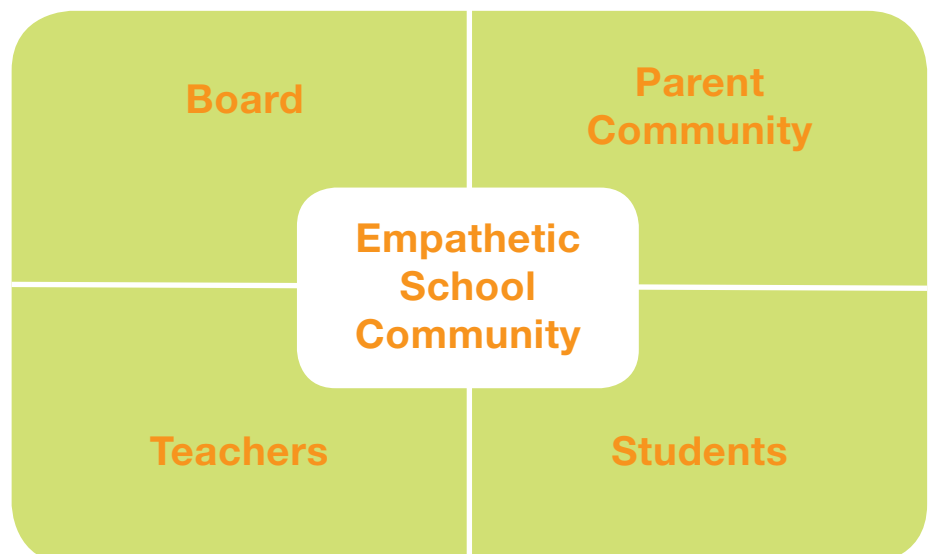 Board
Parent
Community
Empathetic
School
Community
Teachers
Students